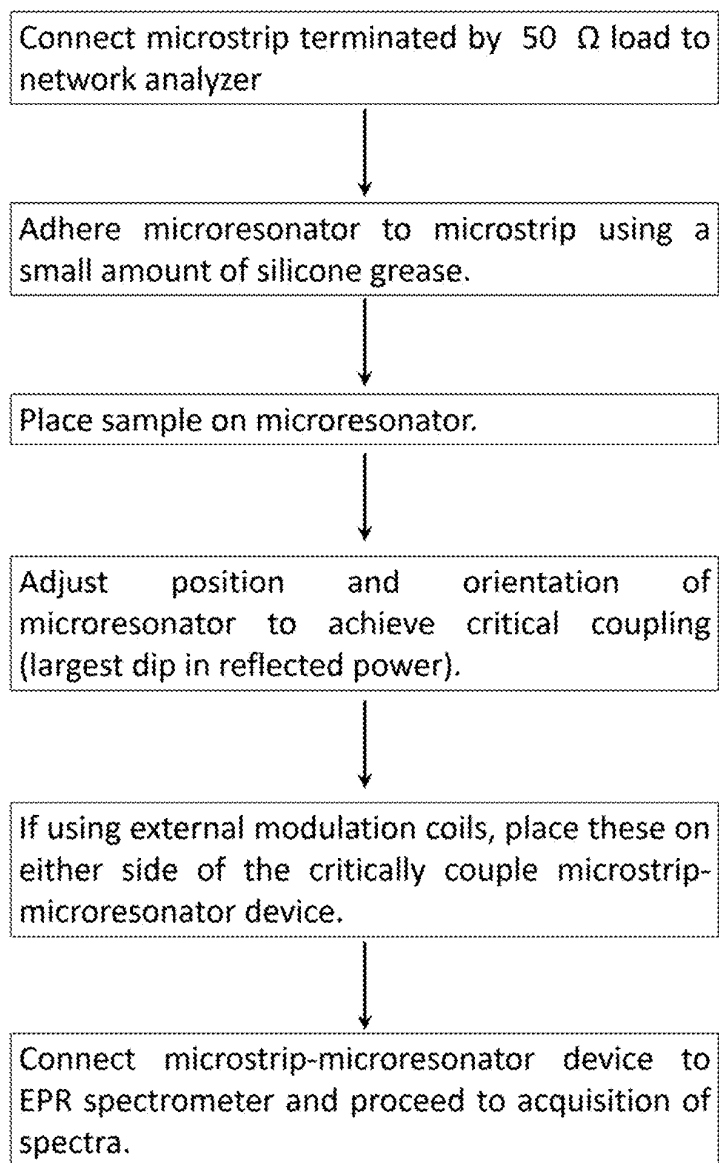 Connect microstrip terminated by 50 Ω load to
network analyzer
Adhere microresonator to microstrip using a
small amount of silicone grease.
Place sample on microresonator.
Adjust position and orientation of
microresonator to achieve critical coupling
(largest dip in reflected power).
If using external modulation coils, place these on
either side of the critically couple microstrip-
microresonator device.
Connect microstrip-microresonator device to
EPR spectrometer and proceed to acquisition of
spectra.